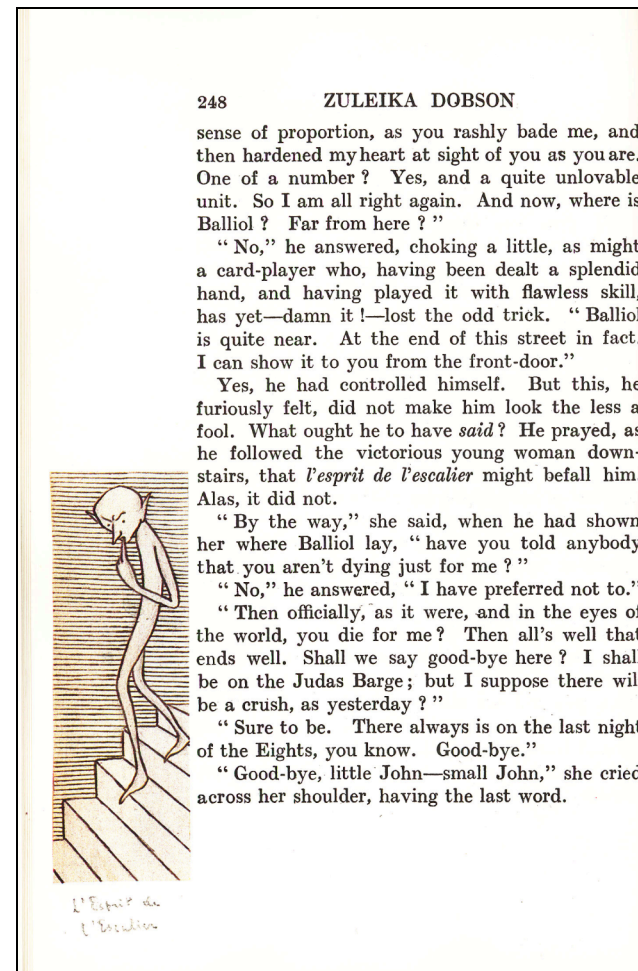 248 ZULEIKA DOBSON
sense of proportion, as you rashly bade me, and
then hardened my heart at sight of you as you are.
One of a number ? Yes, and a quite unlovable
unit. So I am all right again. And now, where is
Balliol ? Far from here ? ”
“ No,” he answered, choking a little, as might
a card-player who, having been dealt a splendid
hand, and having played it with flawless skill,
has yet—damn it !—lost the odd trick. “ Balliol
is quite near. At the end of this street in fact.
I can show it to you from the front-door.”
Yes, he had controlled himself. But this, he
furiously felt, did not make him look the less a
fool. What ought he to have said ? He prayed, as
he followed the victorious young woman down-
stairs, that l’esprit de l’escalier might befall him.
Alas, it did not.
“ By the way,” she said, when he had shown
her where Balliol lay, “ have you told anybody
that you aren’t dying just for me ? ”
“ No,” he answered, “ I have preferred not to.”
“ Then officially, as it were, and in the eyes of
the world, you die for me ? Then all’s well that
ends well. Shall we say good-bye here ? I shall
be on the Judas Barge ; but I suppose there will
be a crush, as yesterday ? ”
“ Sure to be. There always is on the last night
of the Eights, you know. Good-bye.”
“ Good-bye, little John—small John,” she cried
across her shoulder, having the last word.
L’Esprit de
l’Escalier